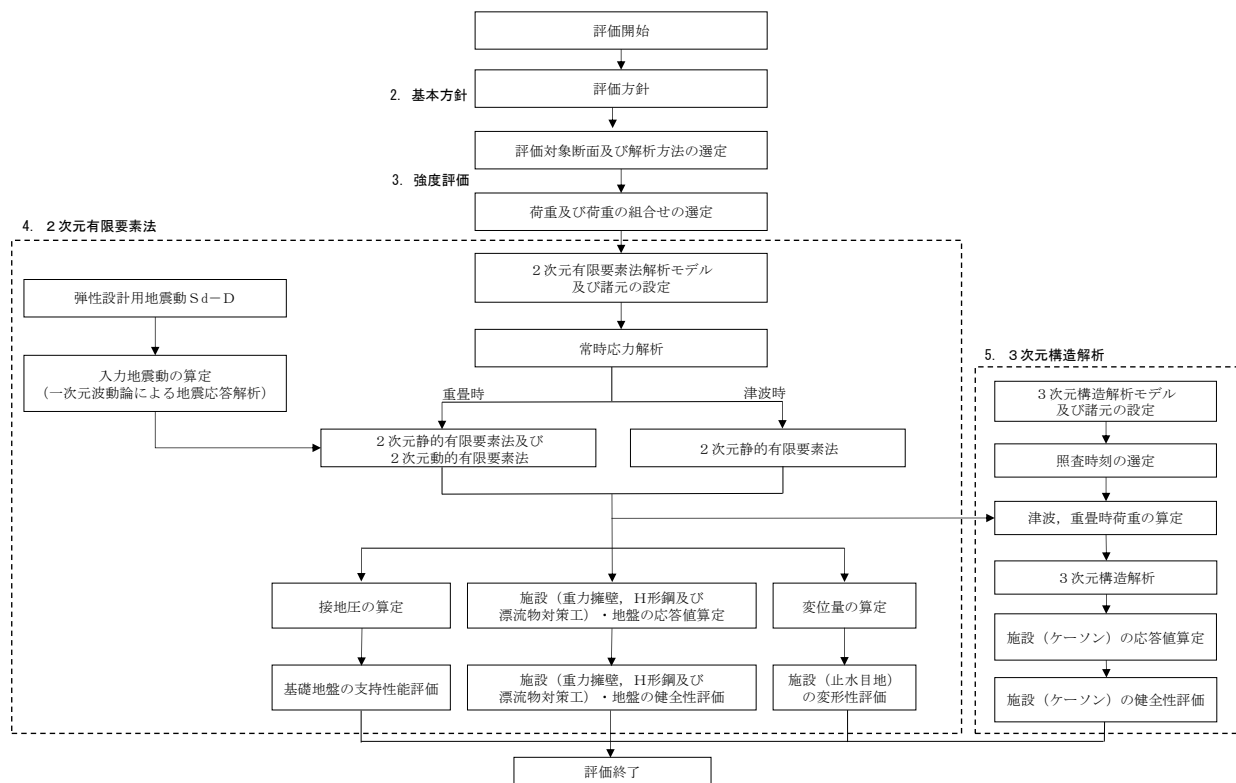 評価開始
2. 基本方針
評価方針
評価対象断面及び解析方法の選定
3. 強度評価
荷重及び荷重の組合せの選定
4. ２次元有限要素法
２次元有限要素法解析モデル
及び諸元の設定
弾性設計用地震動Ｓd－Ｄ
常時応力解析
入力地震動の算定
(一次元波動論による地震応答解析)
重畳時
津波時
２次元静的有限要素法及び
２次元動的有限要素法
２次元静的有限要素法
5. ３次元構造解析
３次元構造解析モデル
及び諸元の設定
照査時刻の選定
津波，重畳時荷重の算定
３次元構造解析
施設（ケーソン）の応答値算定
施設（ケーソン）の健全性評価
接地圧の算定
施設（重力擁壁，Ｈ形鋼及び
漂流物対策工）・地盤の応答値算定
変位量の算定
基礎地盤の支持性能評価
施設（重力擁壁，Ｈ形鋼及び
漂流物対策工）・地盤の健全性評価
施設（止水目地）
の変形性評価
評価終了